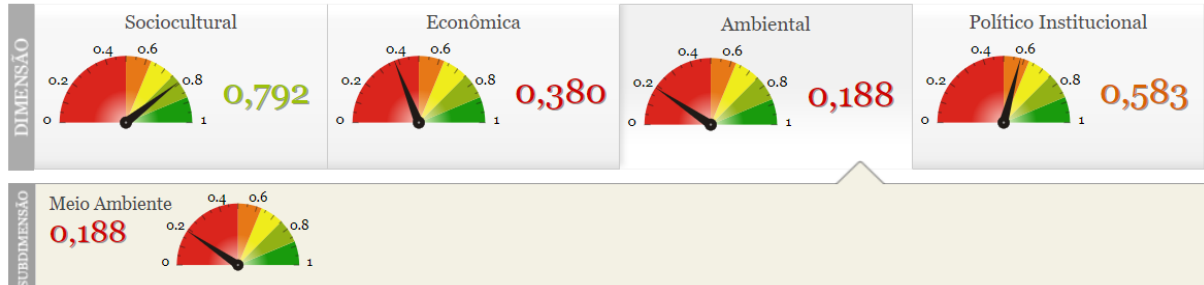 DIMENSÃO
Sociocultural
0 0.2 0.4 0.6 0.8 1
0,792
Econômica
0 0.2 0.4 0.6 0.8 1
0,380
Ambiental
0 0.2 0.4 0.6 0.8 1
0,188
Político Institucional
0 0.2 0.4 0.6 0.8 1
0,583
SUBDIMENSÃO
Meio Ambiente
0,188
0 0.2 0.4 0.6 0.8 1